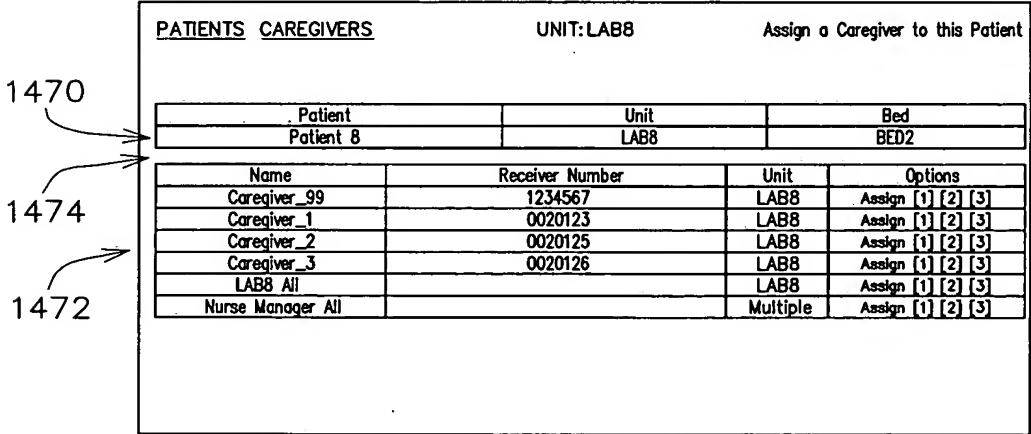 PATIENTS CAREGIVERS UNIT:LAB8 Assign a Caregiver to this Patient
1470
Patient Unit Bed
Patient 8 LAB8 BED2
1474
Name Receiver Number Unit Options
Caregiver_99 1234567 LAB8 Assign [1] [2] [3]
Caregiver_1 0020123 LAB8 Assign [1] [2] [3]
Caregiver_2 0020125 LAB8 Assign [1] [2] [3]
1472
Caregiver_3 0020126 LAB8 Assign [1] [2] [3]
LAB8 All LAB8 Assign [1] [2] [3]
Nurse Manager All Multiple Assign [1] [2] [3]